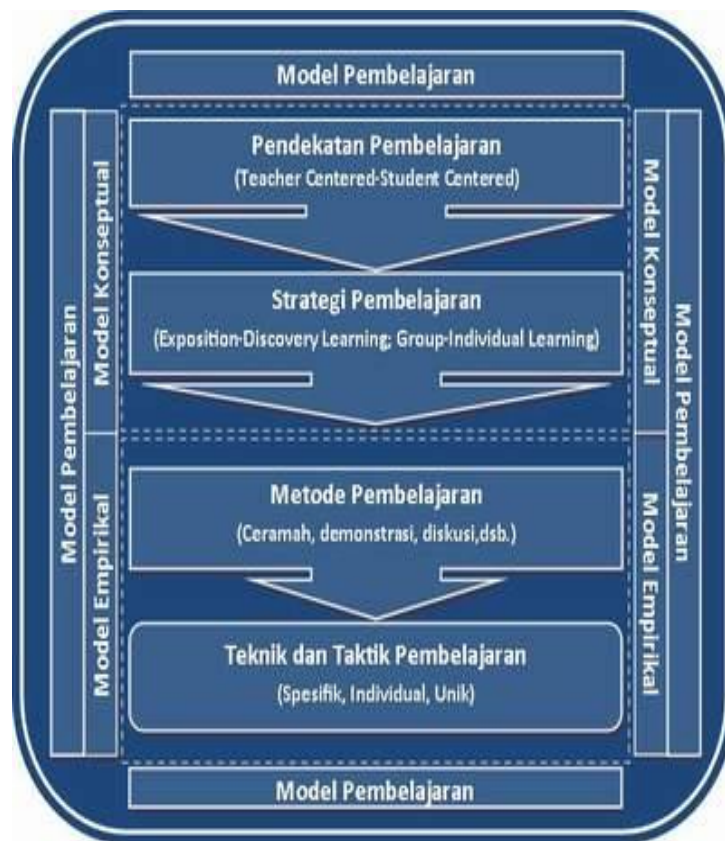 Model Pembelajaran
Pendekatan Pembelajaran
(Teacher Centered-Student Centered)
Strategi Pembelajaran
(Exposition-Discovery Learning; Group-Individual Learning)
Metode Pembelajaran
(Ceramah, demonstrasi, diskusi,dsb.)
Teknik dan Taktik Pembelajaran
(Spesifik, Individual, Unik)
Model Pembelajaran
Model Pembelajaran
Model Konseptual
Model Empirikal
Model Konseptual
Model Empirikal
Model Pembelajaran